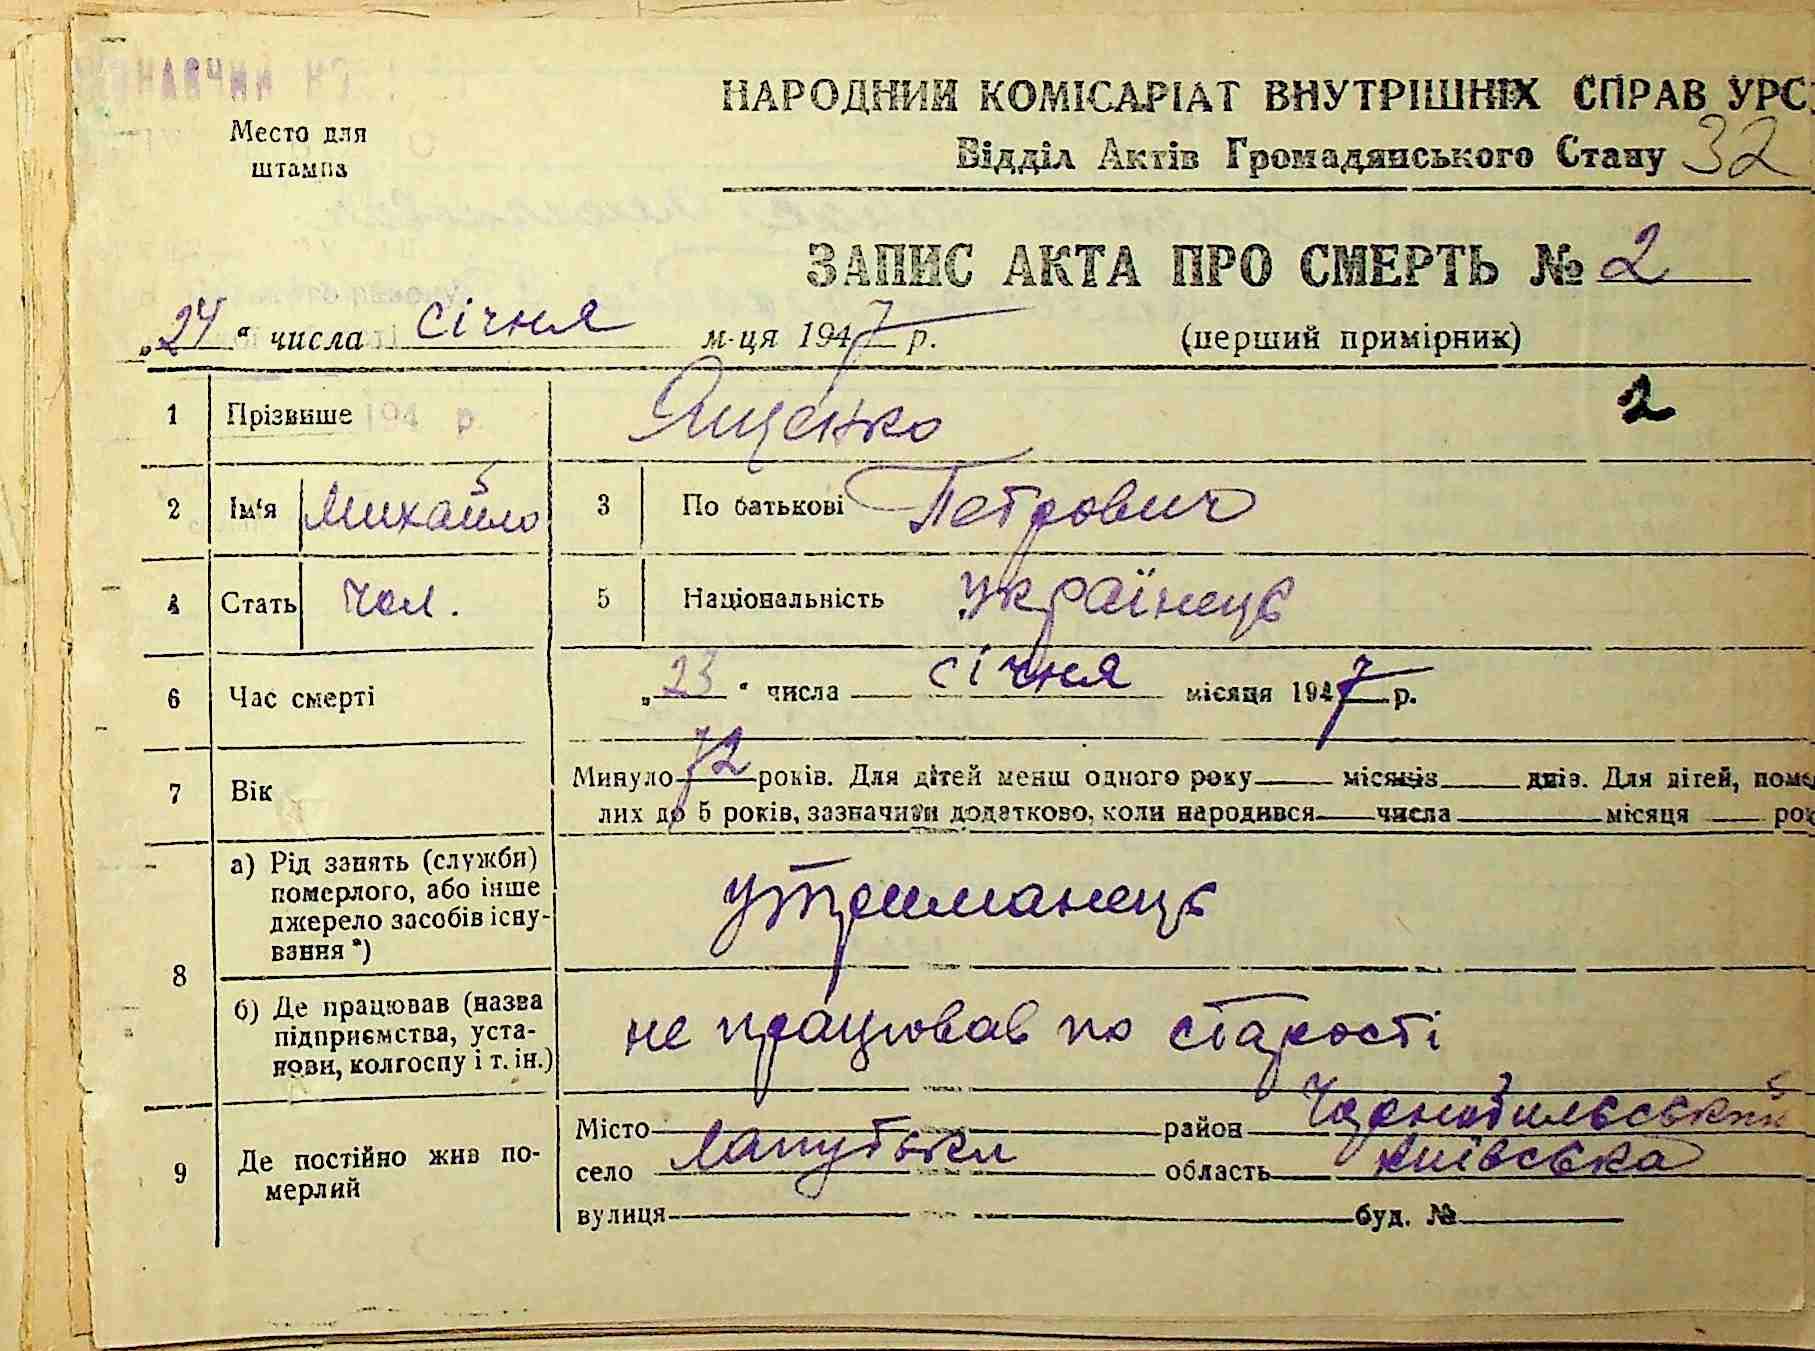 Место для
штампа
НАРОДНИЙ КОМІСАРІАТ ВНУТРІШНІХ СПРАВ УРС
Відділ Актів Громадянського Стану 32
ЗАПИС АКТА ПРО СМЕРТЬ № 2
„24“ числа січня м-ця 1947 р. (перший примірник)
1 Прізвише Ященко 2
2 Ім'я Михайло 3 По батькові Петрович
4 Стать Чол. 5 Національність Українець
6 Час смерті „23“ числа січня місяця 1947 р.
7 Вік Минуло 72 років. Для дітей менш одного року місяців днів. Для дітей, поме
лих до 5 років, зазначити додатково, коли народився числа місяця рок
8 а) Рід занять (служби)
померлого, або інше
джерело засобів існу-
вання *) утриманець
б) Де працював (назва
підприємства, уста-
нови, колгоспу і т. ін.) не працював по старості
9 Де постійно жив по-
мерлий
Місто район Чорнобильський
село область Київська
вулиця буд. №